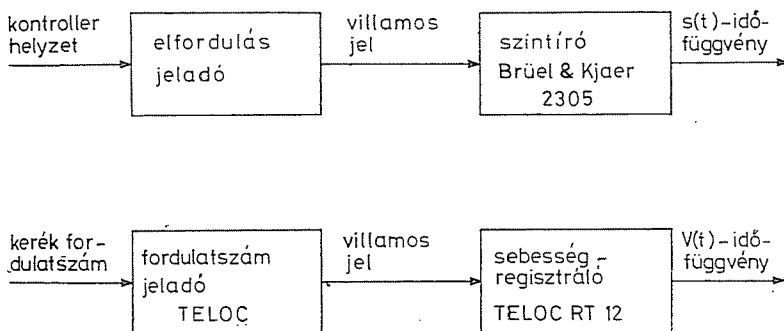 kontroller
helyzet
elfordulás
jeladó
villamos
jel
szintíró
Brüel & Kjaer
2305
s(t)-idő-
függvény
kerék for-
dulatszám
fordulatszám
jeladó
TELOC
villamos
jel
sebesség-
regisztráló
TELOC RT 12
V(t)-idő-
függvény